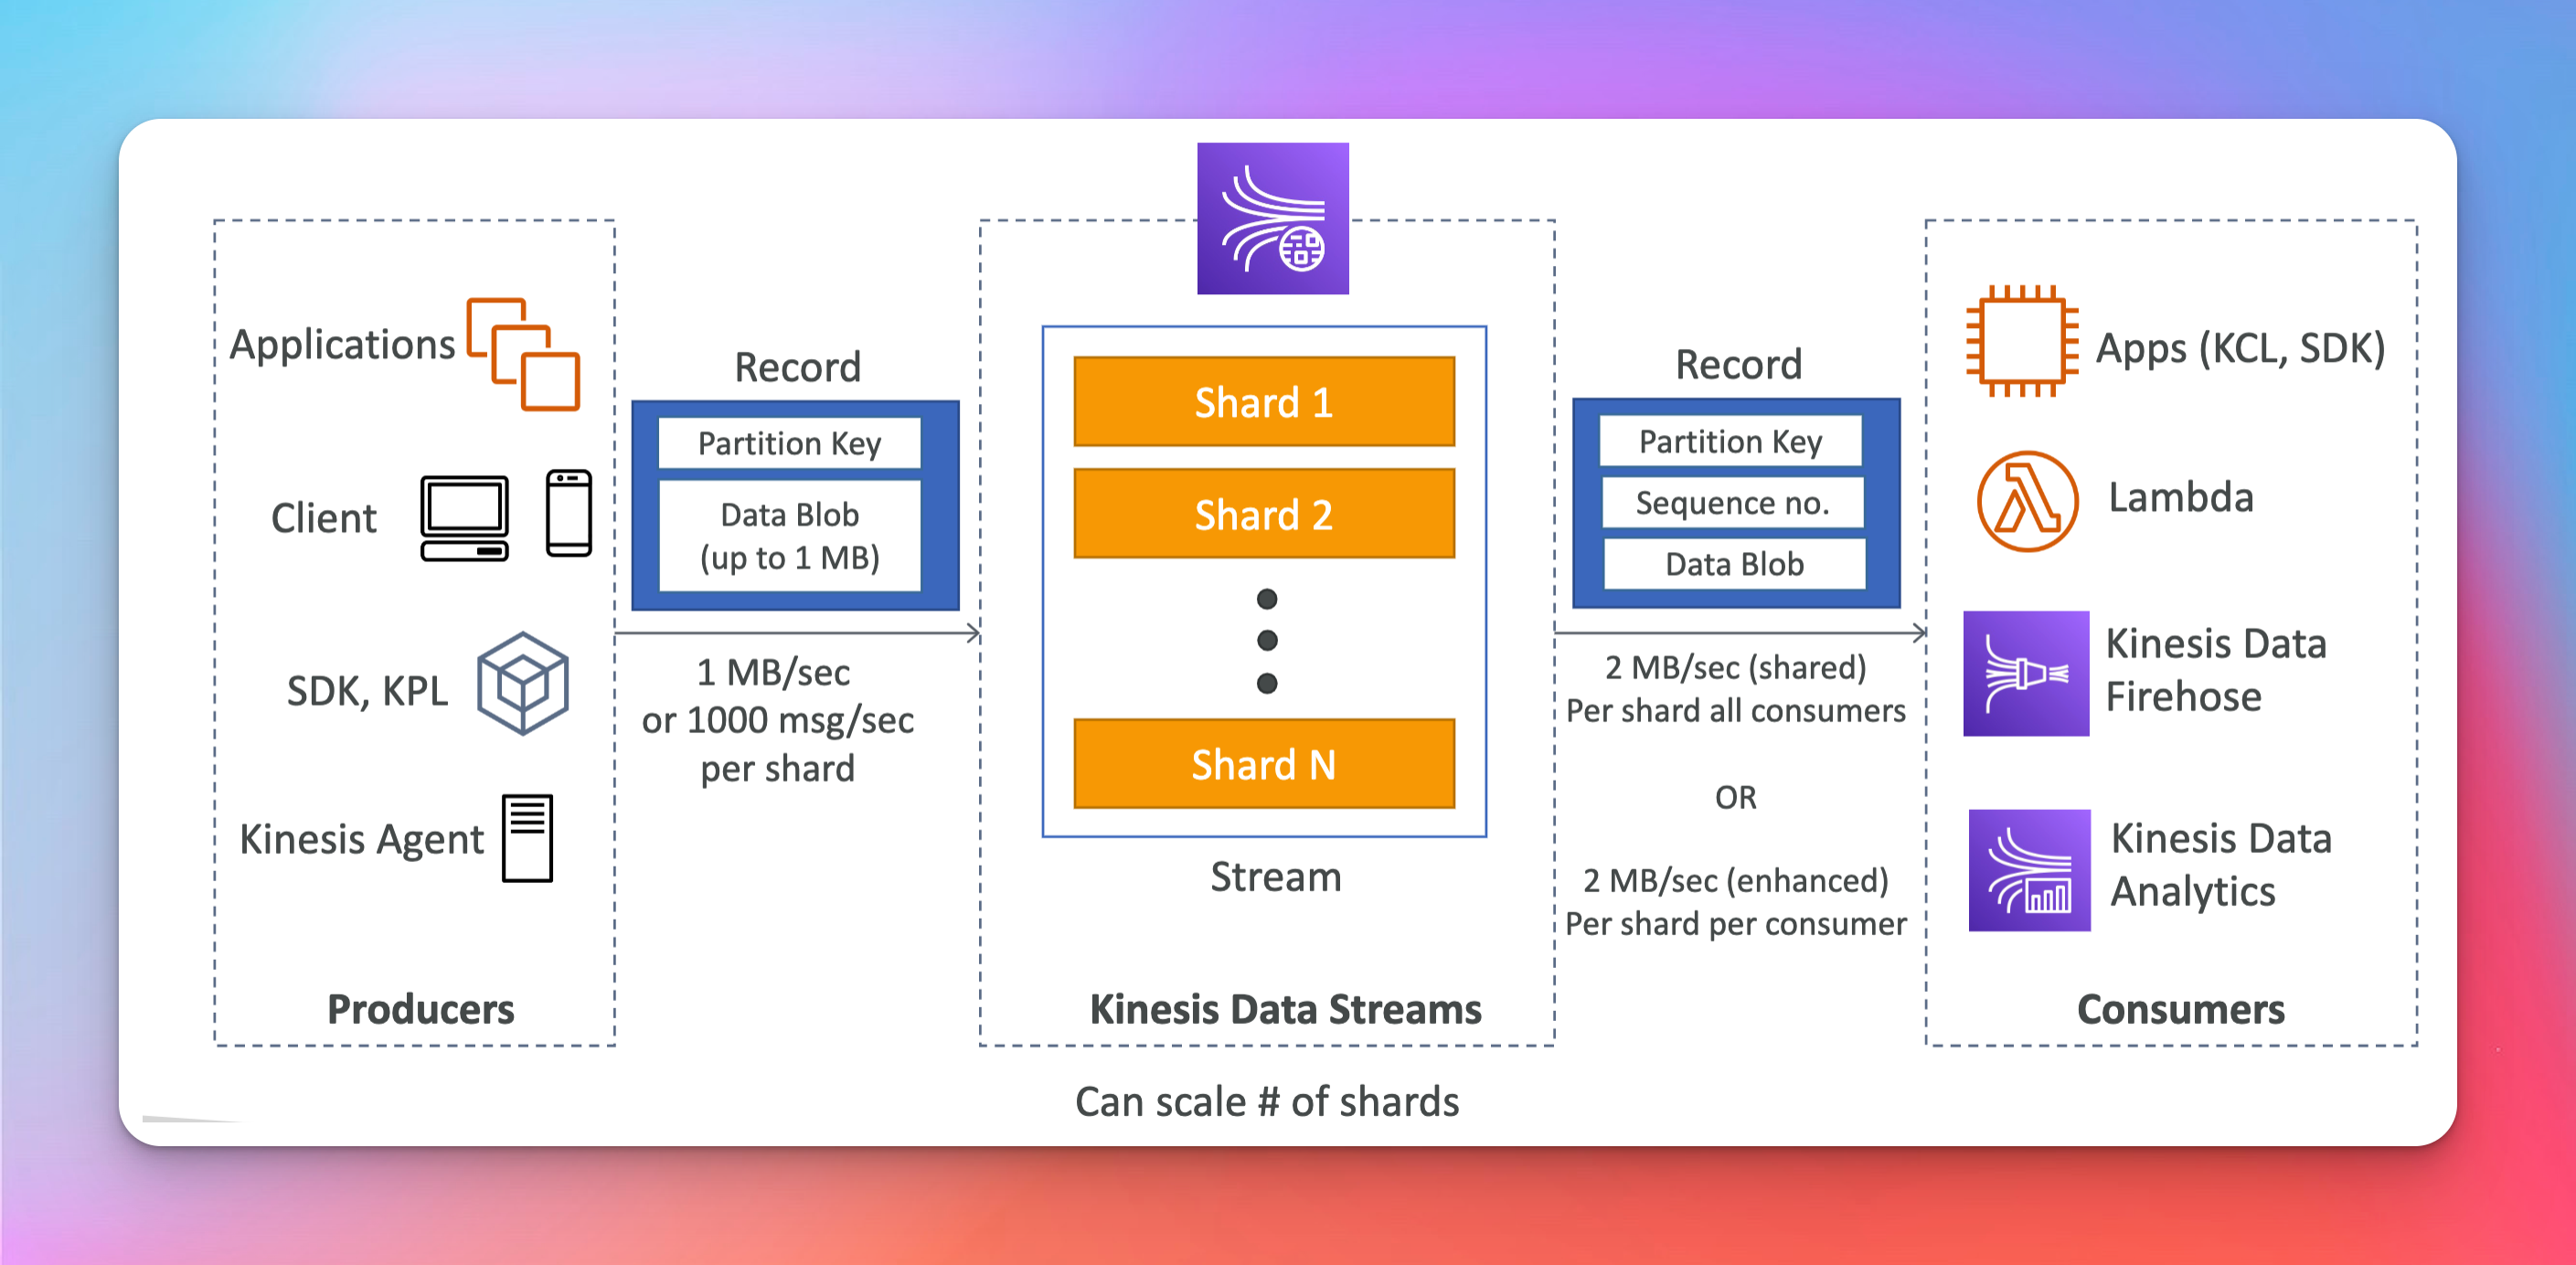 Applications
Client
SDK, KPL
Kinesis Agent
Producers
Record
Partition Key
Data Blob
(up to 1 MB)
1 MB/sec
or 1000 msg/sec
per shard
Shard 1
Shard 2
Shard N
Stream
Kinesis Data Streams
Can scale # of shards
Record
Partition Key
Sequence no.
Data Blob
2 MB/sec (shared)
Per shard all consumers
OR
2 MB/sec (enhanced)
Per shard per consumer
Apps (KCL, SDK)
Lambda
Kinesis Data
Firehose
Kinesis Data
Analytics
Consumers